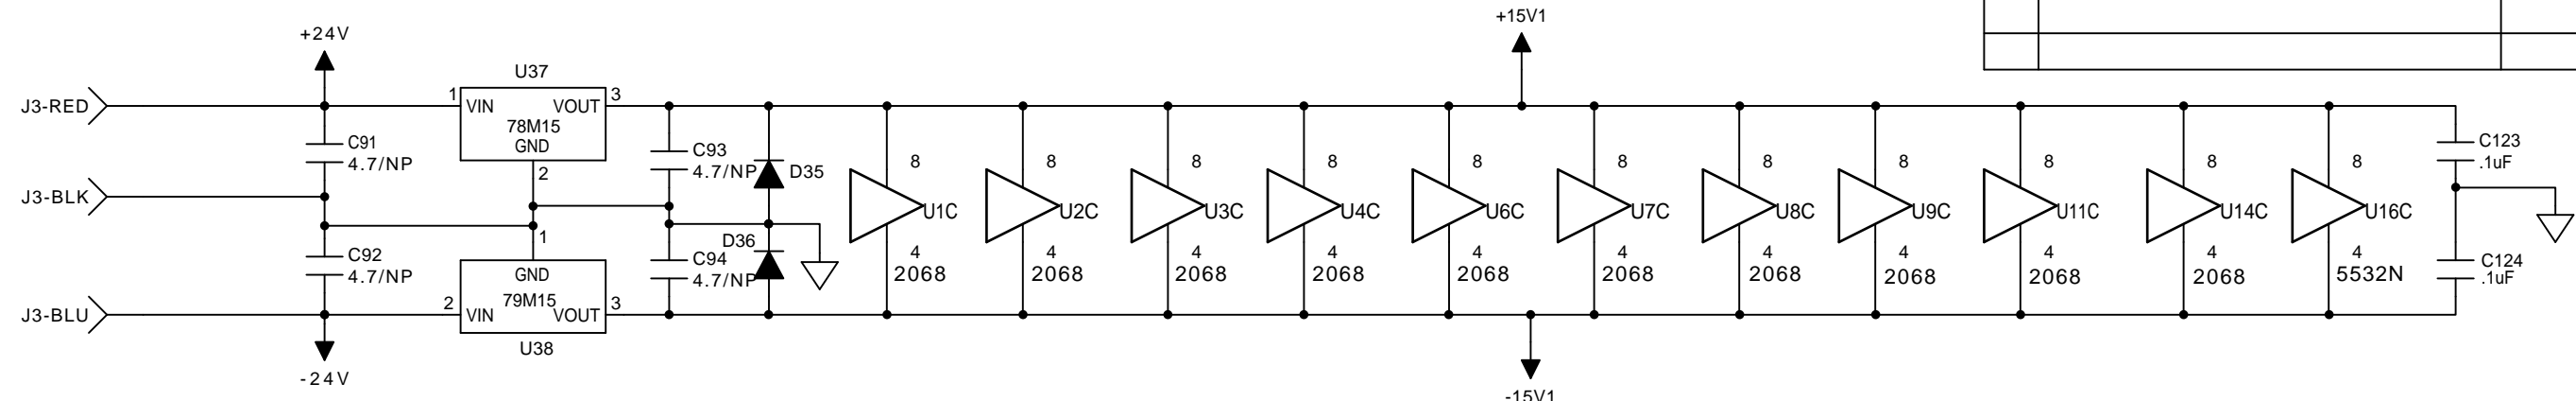 +24V
+15V1
U37
J3-RED
1
VIN
VOUT
3
78M15
GND
2
C91
4.7/NP
C93
4.7/NP
D35
8
8
8
8
8
8
8
8
8
8
8
C123
.1uF
J3-BLK
U1C
U2C
U3C
U4C
U6C
U7C
U8C
U9C
U11C
U14C
U16C
1
C92
4.7/NP
D36
C94
4.7/NP
4
2068
4
2068
4
2068
4
2068
4
2068
4
2068
4
2068
4
2068
4
2068
4
2068
4
5532N
C124
.1uF
GND
79M15
J3-BLU
2
VIN
VOUT
3
U38
-24V
-15V1